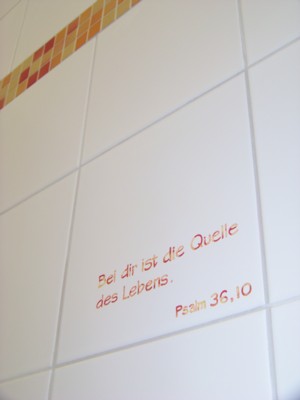 Bei dir ist die Quelle
des Lebens.
Psalm 36,10